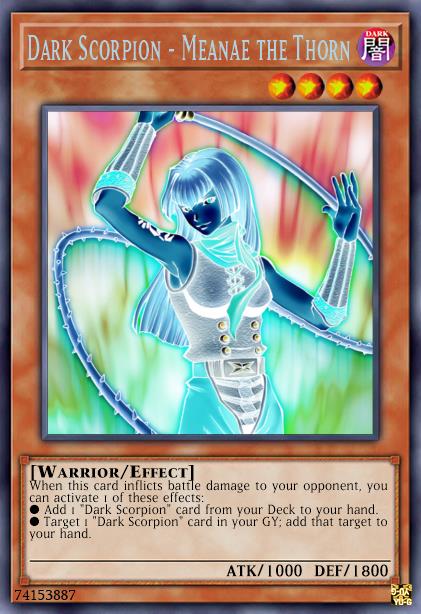 Dark Scorpion - Meanae the Thorn
DARK
闇
[Warrior/Effect]
When this card inflicts battle damage to your opponent, you
can activate 1 of these effects:
● Add 1 "Dark Scorpion" card from your Deck to your hand.
● Target 1 "Dark Scorpion" card in your GY; add that target to
your hand.
ATK/1000 DEF/1800
74153887